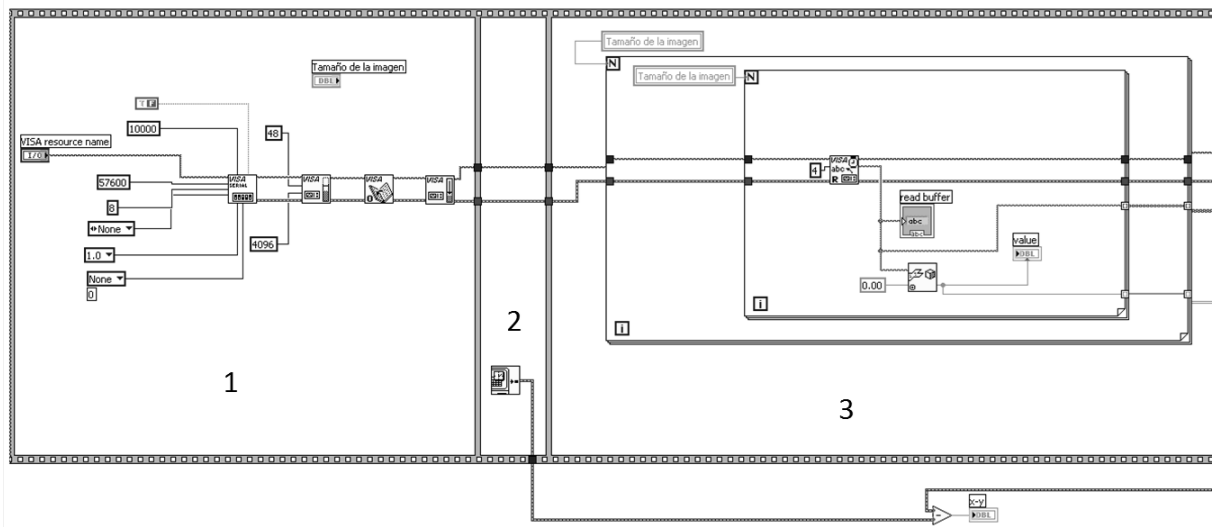 Tamaño de la imagen
DBL
T F
10000
VISA resource name
I/O
48
VISA
SERIAL
VISA
VISA
VISA
57600
8
None
4096
1.0
None
0
1
2
Tamaño de la imagen
N
Tamaño de la imagen
N
4
VISA
abc
R
read buffer
abc
abc
value
DBL
0.00
i
i
3
x-y
DBL